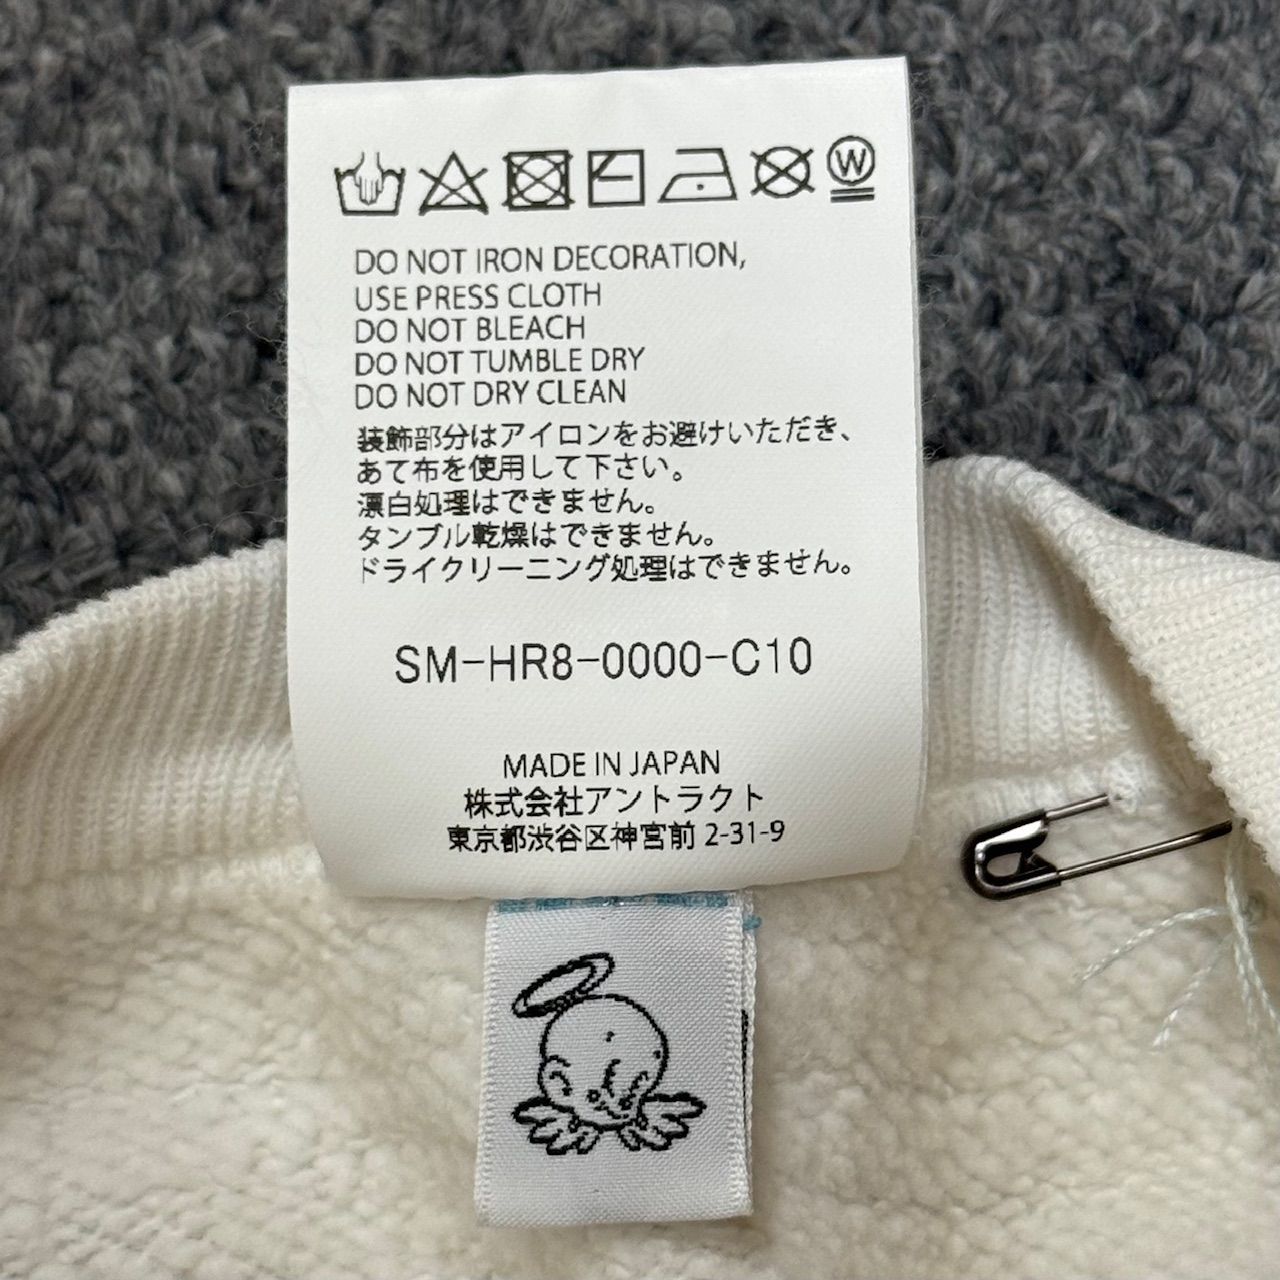 W
DO NOT IRON DECORATION,
USE PRESS CLOTH
DO NOT BLEACH
DO NOT TUMBLE DRY
DO NOT DRY CLEAN
装飾部分はアイロンをお避けいただき、
あて布を使用して下さい。
漂白処理はできません。
タンブル乾燥はできません。
ドライクリーニング処理はできません。
SM-HR8-0000-C10
MADE IN JAPAN
株式会社アントラクト
東京都渋谷区神宮前 2-31-9